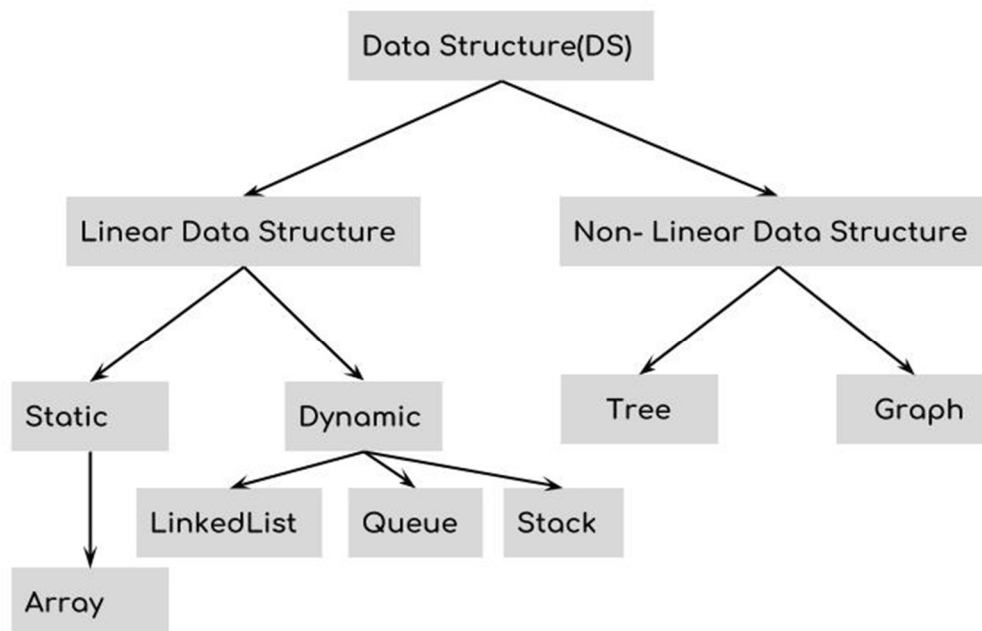 Data Structure(DS)
Linear Data Structure
Non- Linear Data Structure
Static
Dynamic
Tree
Graph
LinkedList
Queue
Stack
Array